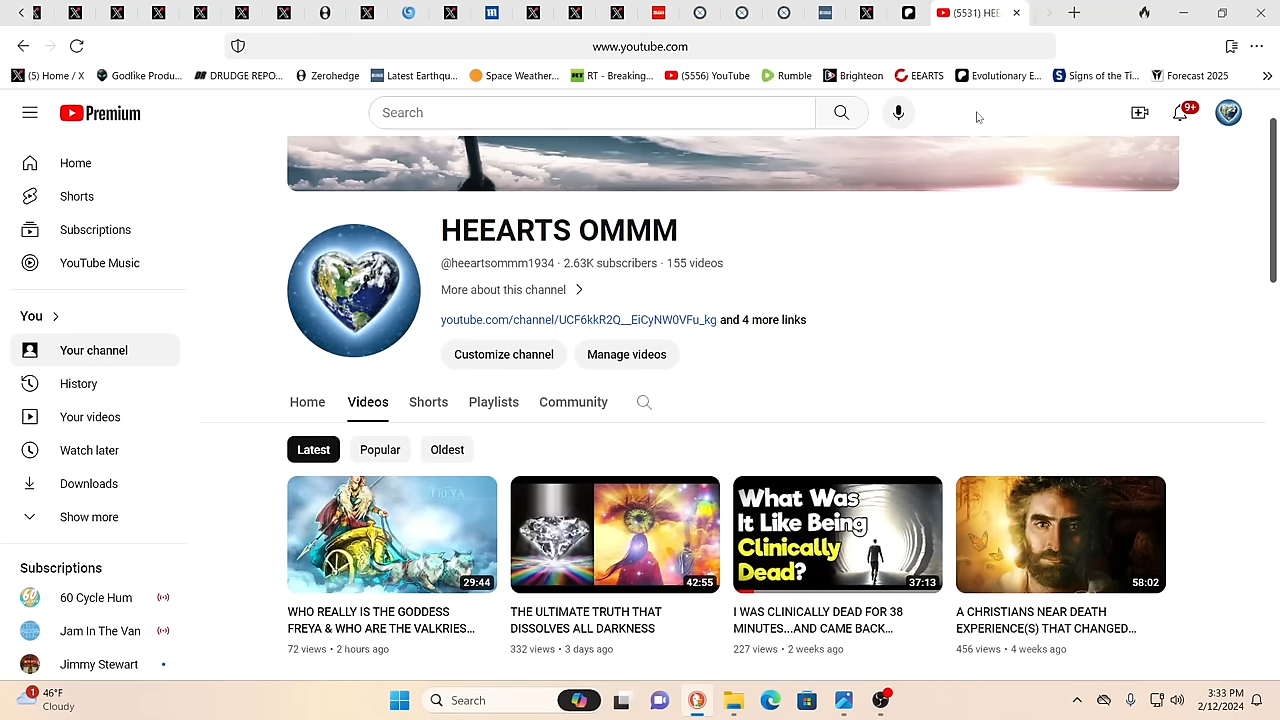 (5531) HEE
www.youtube.com
(5) Home / X
Godlike Produ...
DRUDGE REPO...
Zerohedge
Latest Earthqu...
Space Weather...
RT - Breaking...
(5556) YouTube
Rumble
Brighteon
EEARTS
Evolutionary E...
Signs of the Ti...
Forecast 2025
Premium
Search
9+
Home
Shorts
Subscriptions
YouTube Music
You
Your channel
History
Your videos
Watch later
Downloads
Show more
Subscriptions
60 Cycle Hum
Jam In The Van
Jimmy Stewart
HEEARTS OMMM
@heeartsommm1934 · 2.63K subscribers · 155 videos
More about this channel
youtube.com/channel/UCF6kkR2Q__EiCyNW0VFu_kg and 4 more links
Customize channel
Manage videos
Home
Videos
Shorts
Playlists
Community
Latest
Popular
Oldest
FREYA
29:44
WHO REALLY IS THE GODDESS
FREYA & WHO ARE THE VALKRIES...
72 views • 2 hours ago
42:55
THE ULTIMATE TRUTH THAT
DISSOLVES ALL DARKNESS
332 views • 3 days ago
What Was
It Like Being
Clinically
Dead?
37:13
I WAS CLINICALLY DEAD FOR 38
MINUTES...AND CAME BACK...
227 views • 2 weeks ago
58:02
A CHRISTIANS NEAR DEATH
EXPERIENCE(S) THAT CHANGED...
456 views • 4 weeks ago
1
46°F
Cloudy
Search
3:33 PM
2/12/2024